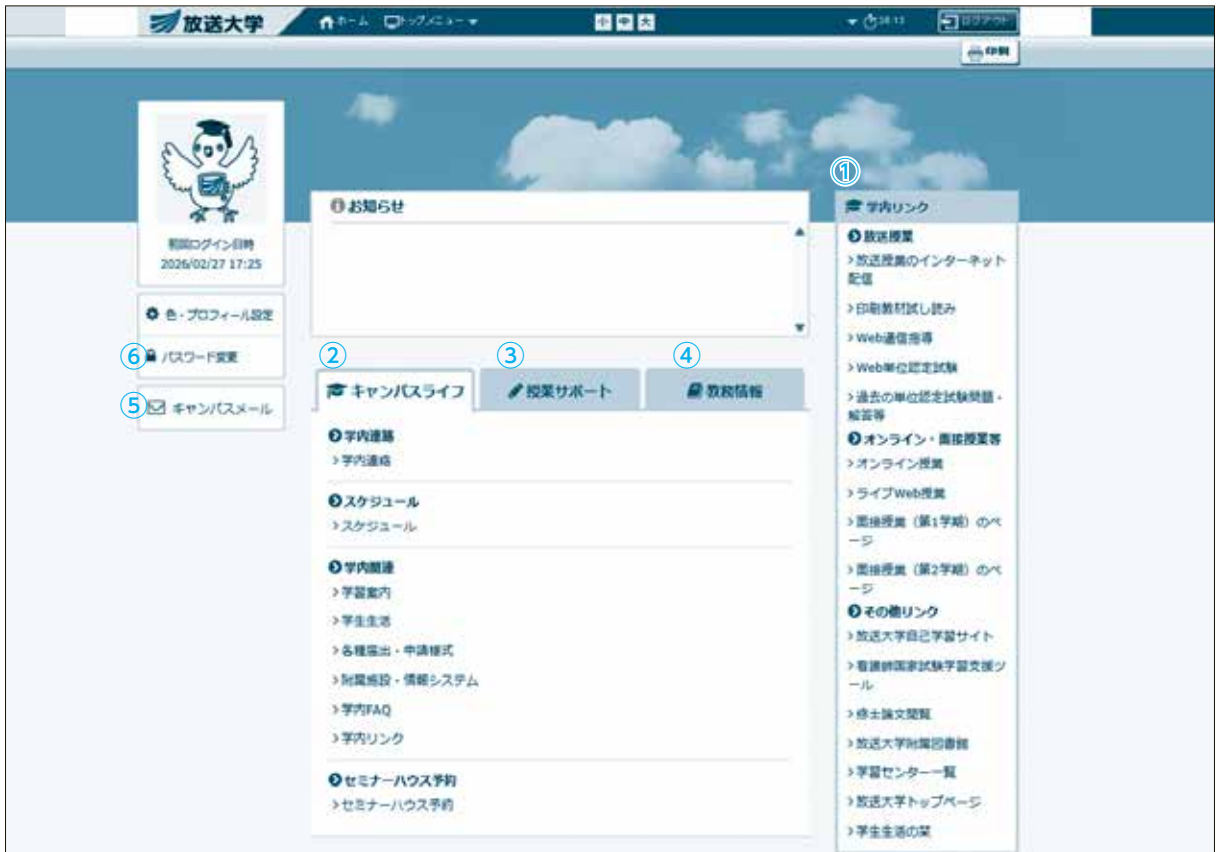 放送大学
ホーム
トップメニュー
小 中 大
ログアウト
印刷
2026/02/27 17:25
色・プロフィール設定
⑥ パスワード変更
⑤ キャンパスメール
お知らせ
② キャンパスライフ
③ 授業サポート
④ 教務情報
学内連絡
学内連絡
スケジュール
スケジュール
学内関連
学習案内
学生生活
各種届出・申請様式
附属施設・情報システム
学内FAQ
学内リンク
セミナーハウス予約
セミナーハウス予約
①
学内リンク
放送授業
放送授業のインターネット
配信
印刷教材試し読み
Web通信指導
Web単位認定試験
過去の単位認定試験問題・
解答等
オンライン・面接授業等
オンライン授業
ライブWeb授業
面接授業（第1学期）のペ
ージ
面接授業（第2学期）のペ
ージ
その他リンク
放送大学自己学習サイト
看護師国家試験学習支援ツ
ール
修士論文閲覧
放送大学附属図書館
学習センター一覧
放送大学トップページ
学生生活の栞